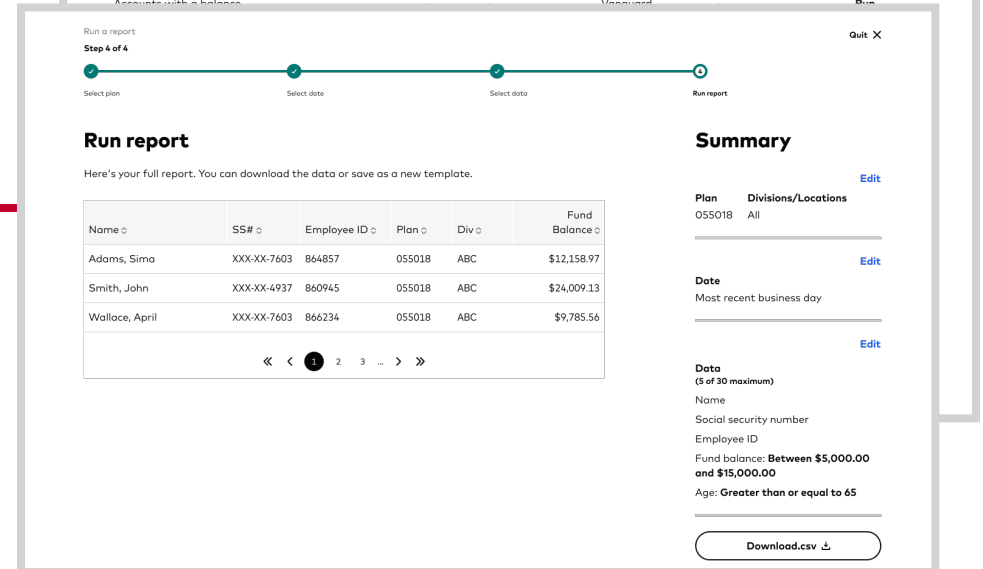 Accounts with a balance Vanguard Run
Run a report
Quit
Step 4 of 4
4
Select plan Select date Select data Run report
Run report
Here's your full report. You can download the data or save as a new template.
Name SS# Employee ID Plan Div Fund Balance
Adams, Sima XXX-XX-7603 864857 055018 ABC $12,158.97
Smith, John XXX-XX-4937 860945 055018 ABC $24,009.13
Wallace, April XXX-XX-7603 866234 055018 ABC $9,785.56
1 2 3 ...
Summary
Edit
Plan Divisions/Locations
055018 All
Edit
Date
Most recent business day
Edit
Data
(5 of 30 maximum)
Name
Social security number
Employee ID
Fund balance: Between $5,000.00
and $15,000.00
Age: Greater than or equal to 65
Download.csv